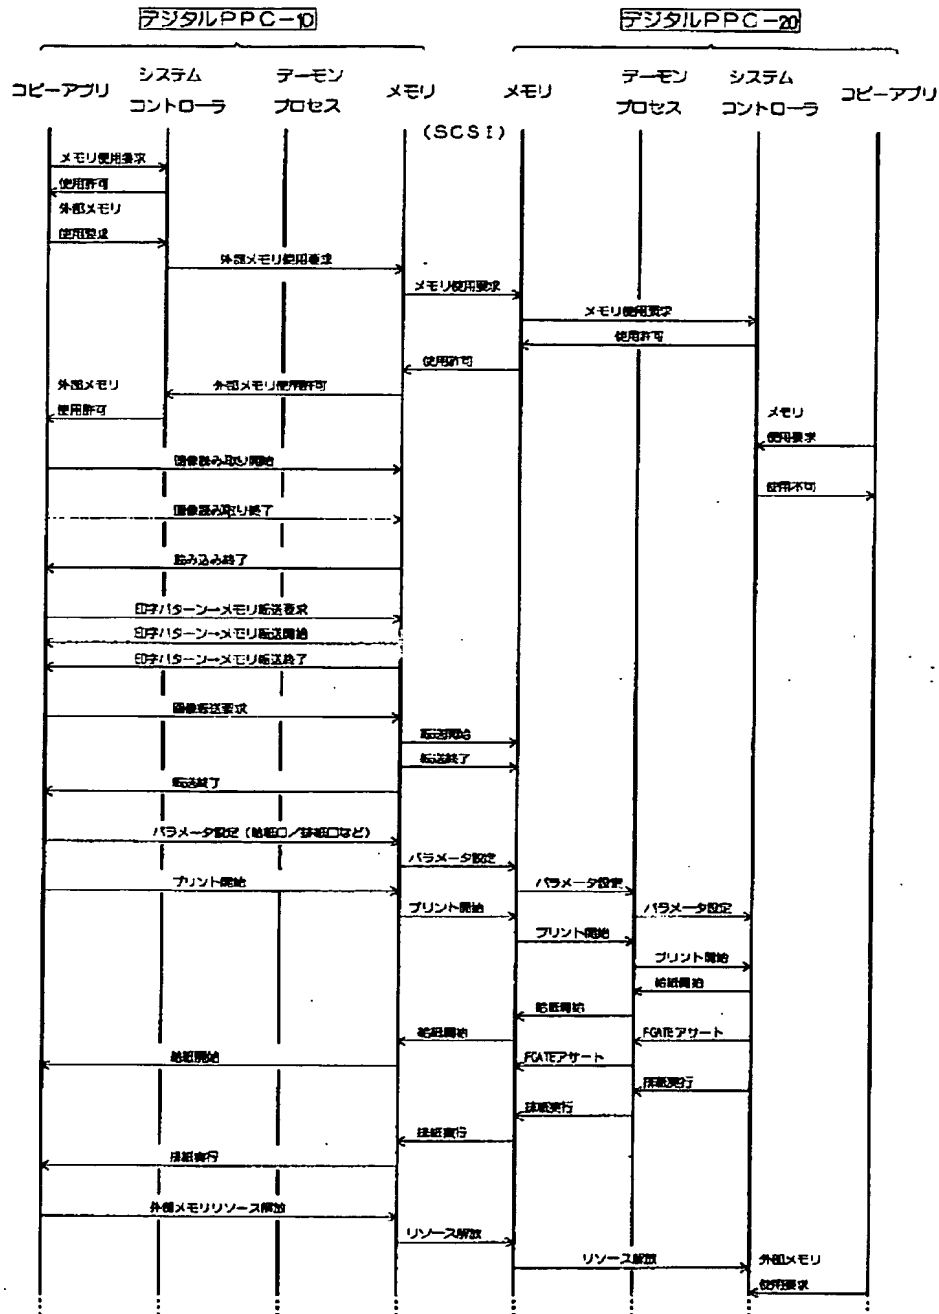 デジタルPPC-10
デジタルPPC-20
コピーアプリ
システム
コントローラ
デーモン
プロセス
メモリ
メモリ
デーモン
プロセス
システム
コントローラ
コピーアプリ
(SCSI)
メモリ使用要求
使用許可
外部メモリ
使用要求
外部メモリ使用要求
メモリ使用要求
メモリ使用要求
使用許可
使用許可
外部メモリ使用許可
外部メモリ
使用許可
メモリ
使用要求
画像読み取り開始
使用不可
画像読み取り終了
読み込み終了
印字パターン→メモリ転送要求
印字パターン→メモリ転送開始
印字パターン→メモリ転送終了
画像転送要求
転送開始
転送終了
転送終了
パラメータ設定(給紙口/排紙口など)
パラメータ設定
プリント開始
パラメータ設定
プリント開始
パラメータ設定
プリント開始
プリント開始
給紙開始
給紙開始
給紙開始
FGATEアサート
給紙開始
FGATEアサート
排紙実行
排紙実行
排紙実行
排紙実行
外部メモリリソース解放
リソース解放
リソース解放
外部メモリ
使用要求